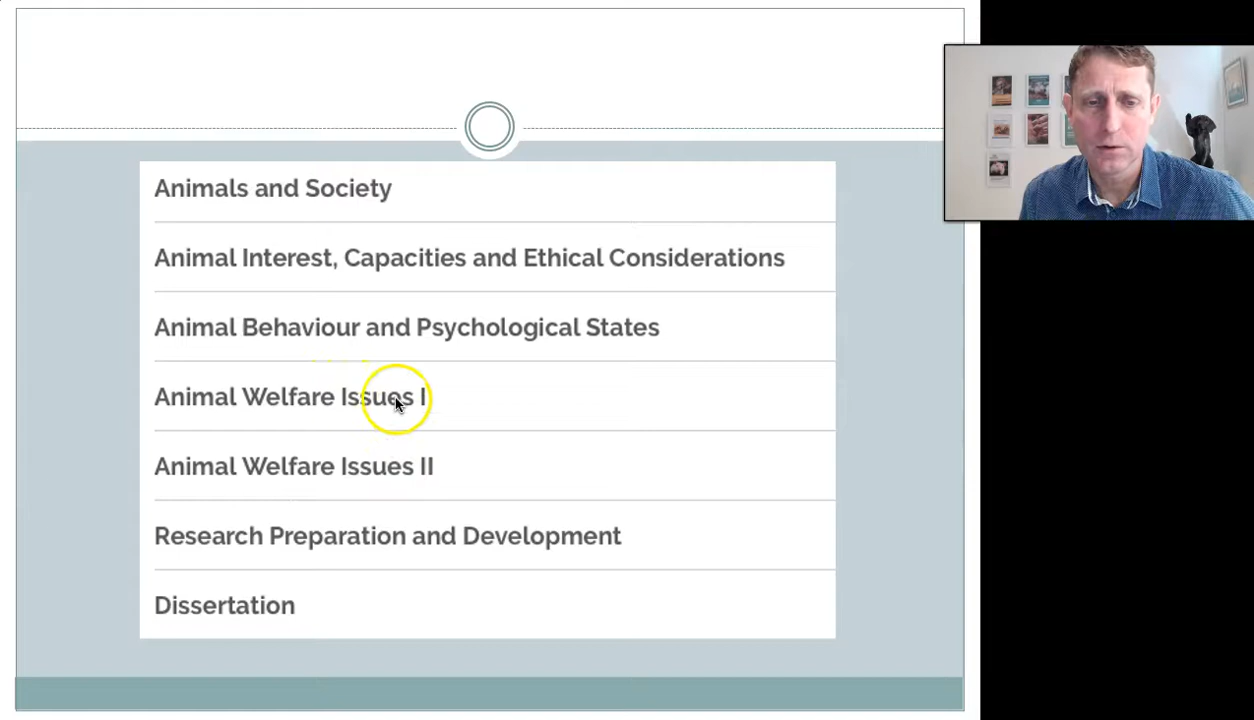 Animals and Society
Animal Interest, Capacities and Ethical Considerations
Animal Behaviour and Psychological States
Animal Welfare Issues I
Animal Welfare Issues II
Research Preparation and Development
Dissertation